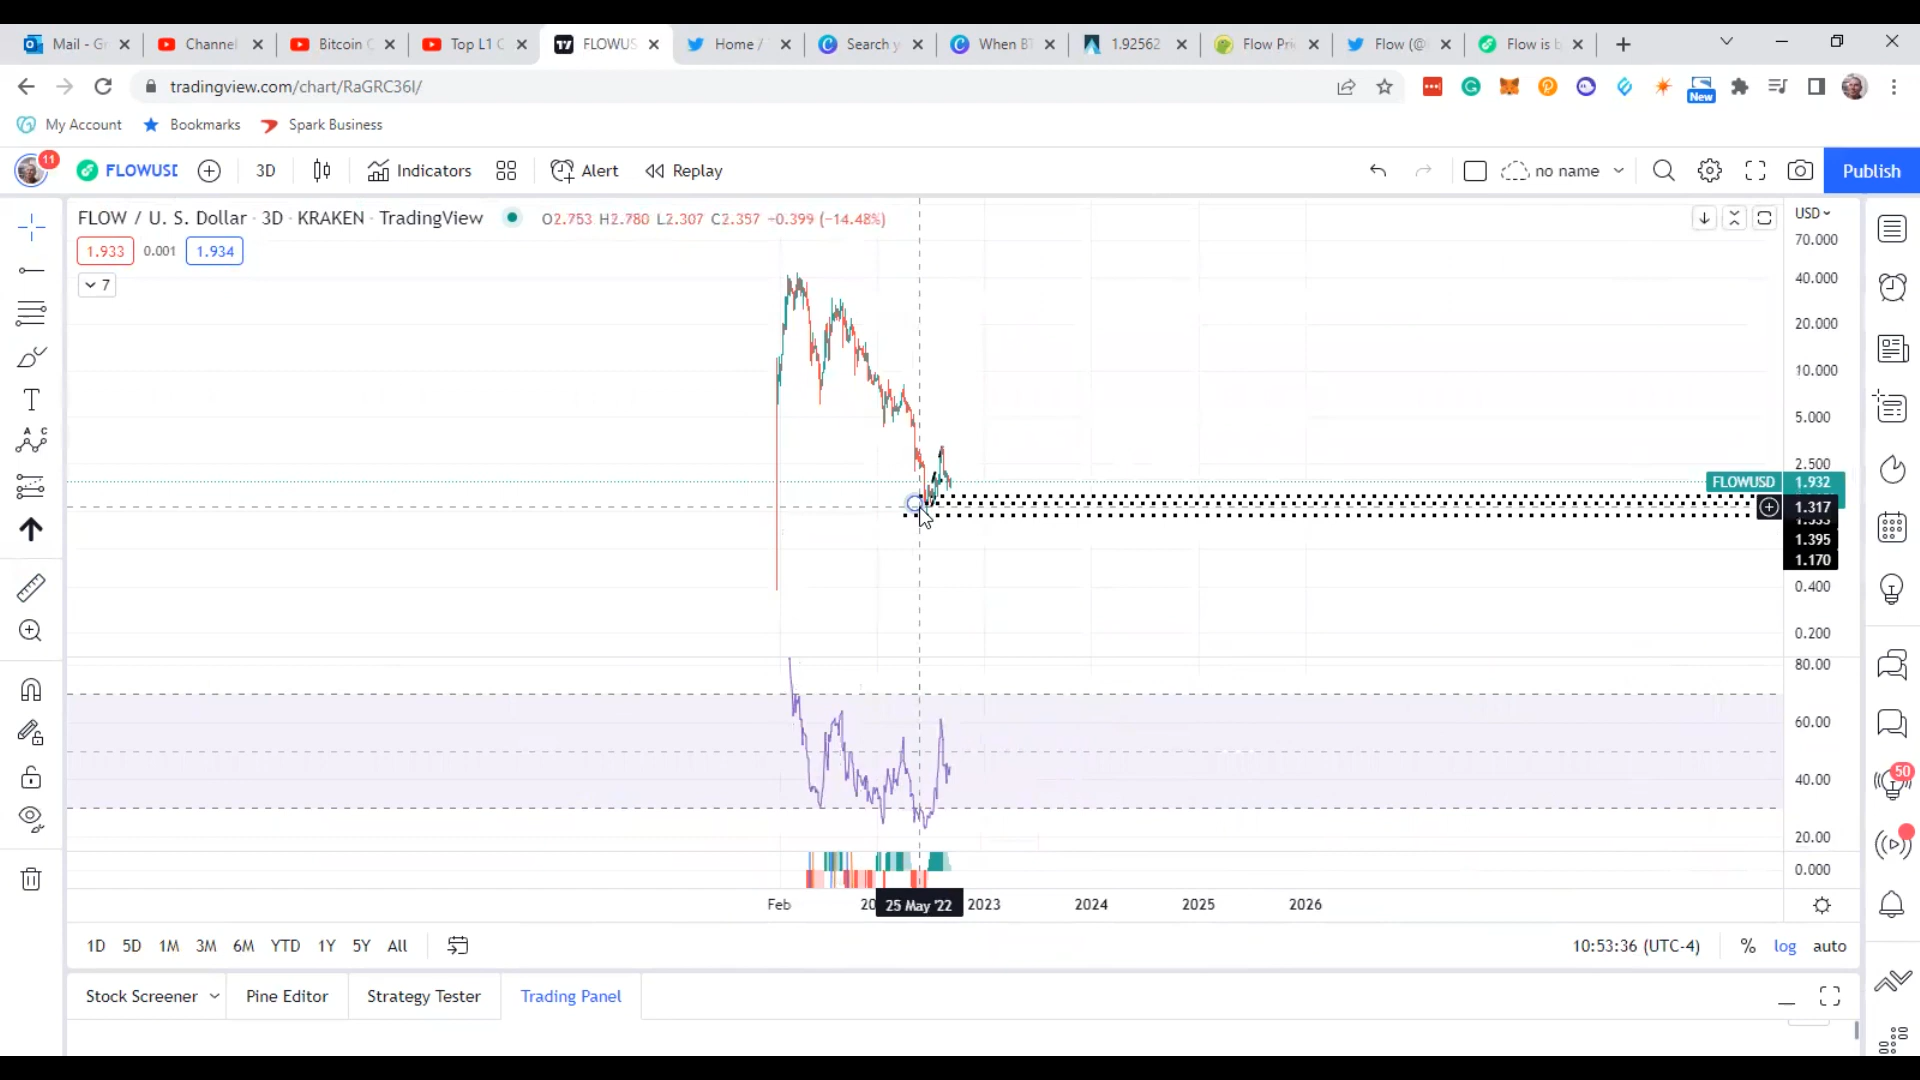 Mail - Gr
Channel
Bitcoin C
Top L1 C
FLOWUS
Home /
Search y
When BT
1.92562
Flow Pric
Flow (@
Flow is b
tradingview.com/chart/RaGRC36I/
New
My Account
Bookmarks
Spark Business
11
FLOWUSD
3D
Indicators
Alert
Replay
no name
Publish
FLOW / U. S. Dollar · 3D · KRAKEN · TradingView
O2.753 H2.780 L2.307 C2.357 −0.399 (−14.48%)
USD
1.933
0.001
1.934
7
70.000
40.000
20.000
10.000
5.000
2.500
FLOWUSD
1.932
1.317
1.395
1.170
0.400
0.200
80.00
60.00
40.00
20.00
0.000
50
Feb
20
25 May '22
2023
2024
2025
2026
1D 5D 1M 3M 6M YTD 1Y 5Y All
10:53:36 (UTC-4)
%
log
auto
Stock Screener
Pine Editor
Strategy Tester
Trading Panel